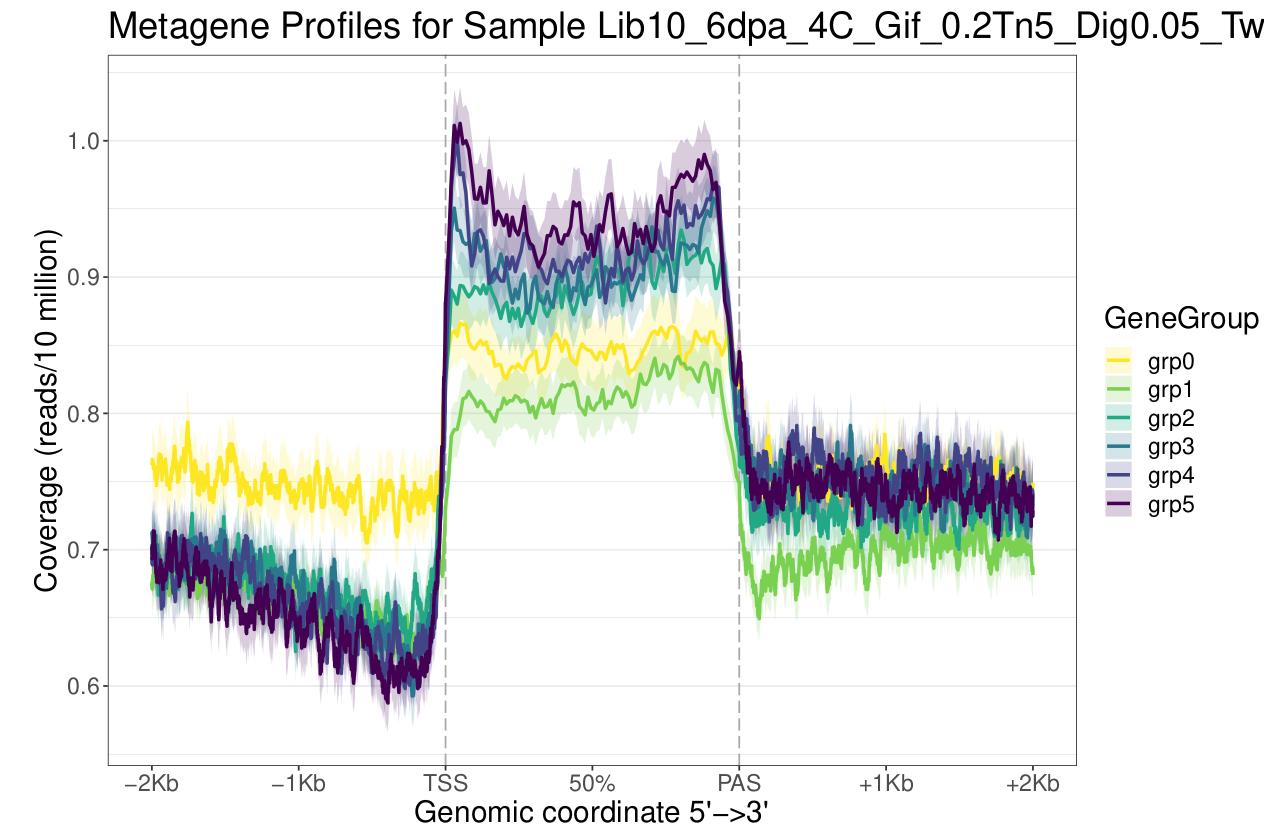 Metagene Profiles for Sample Lib10_6dpa_4C_Gif_0.2Tn5_Dig0.05_Tw
Coverage (reads/10 million)
1.0
0.9
0.8
0.7
0.6
−2Kb −1Kb TSS 50% PAS +1Kb +2Kb
Genomic coordinate 5'−>3'
GeneGroup
grp0
grp1
grp2
grp3
grp4
grp5